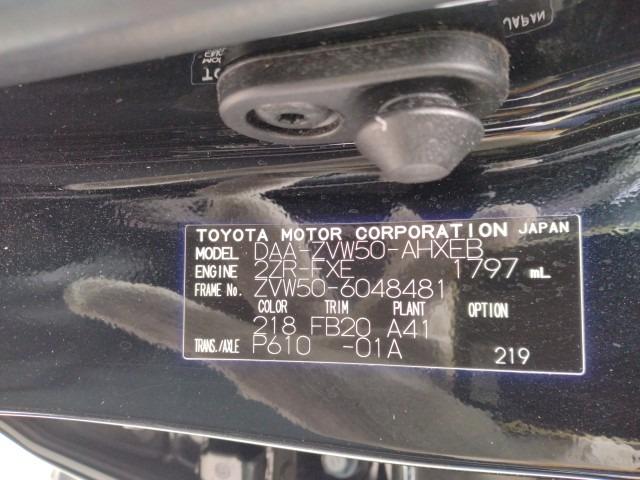 JAPAN
TOYOTA MOTOR CORPORATION JAPAN
MODEL DAA-ZVW50-AHXEB
ENGINE 2ZR-FXE 1797 mL
FRAME No. ZVW50-6048481
COLOR TRIM PLANT OPTION
218 FB20 A41
TRANS./AXLE P610 -01A 219